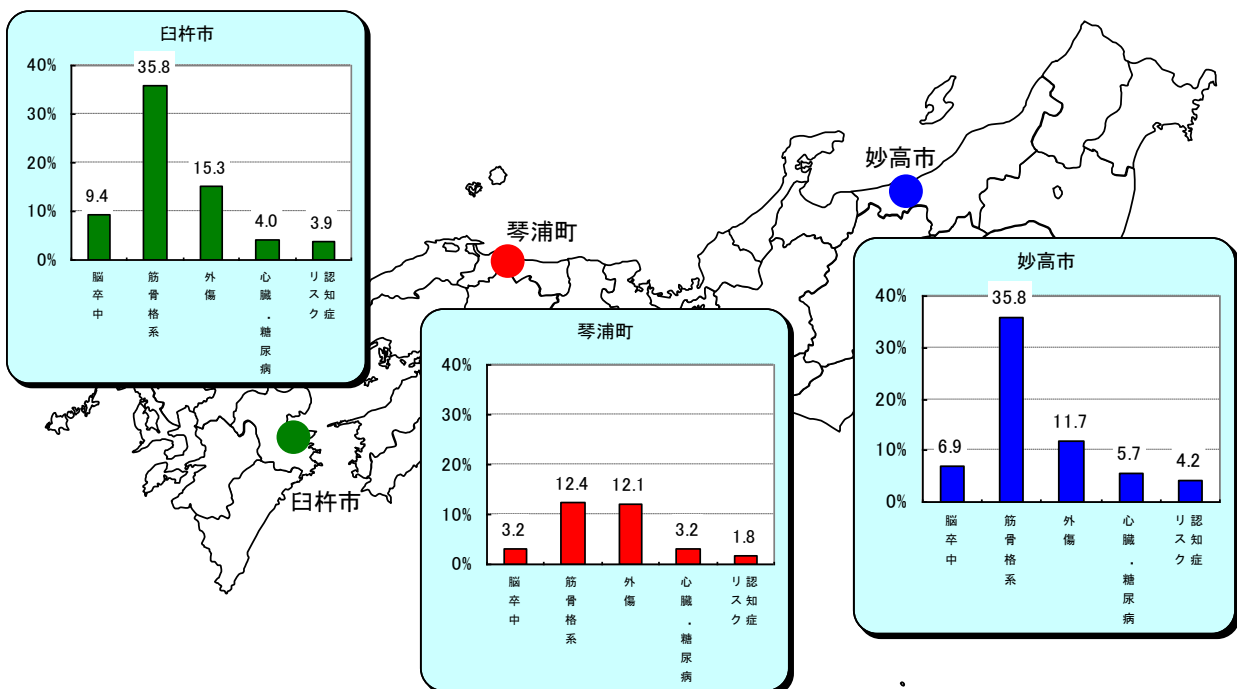 臼杵市
40%
30%
20%
10%
0%
9.4
35.8
15.3
4.0
3.9
脳卒中
筋骨格系
外傷
心臓・糖尿病
認知症
リスク
妙高市
琴浦町
臼杵市
琴浦町
40%
30%
20%
10%
0%
3.2
12.4
12.1
3.2
1.8
脳卒中
筋骨格系
外傷
心臓・糖尿病
認知症
リスク
妙高市
40%
30%
20%
10%
0%
6.9
35.8
11.7
5.7
4.2
脳卒中
筋骨格系
外傷
心臓・糖尿病
認知症
リスク